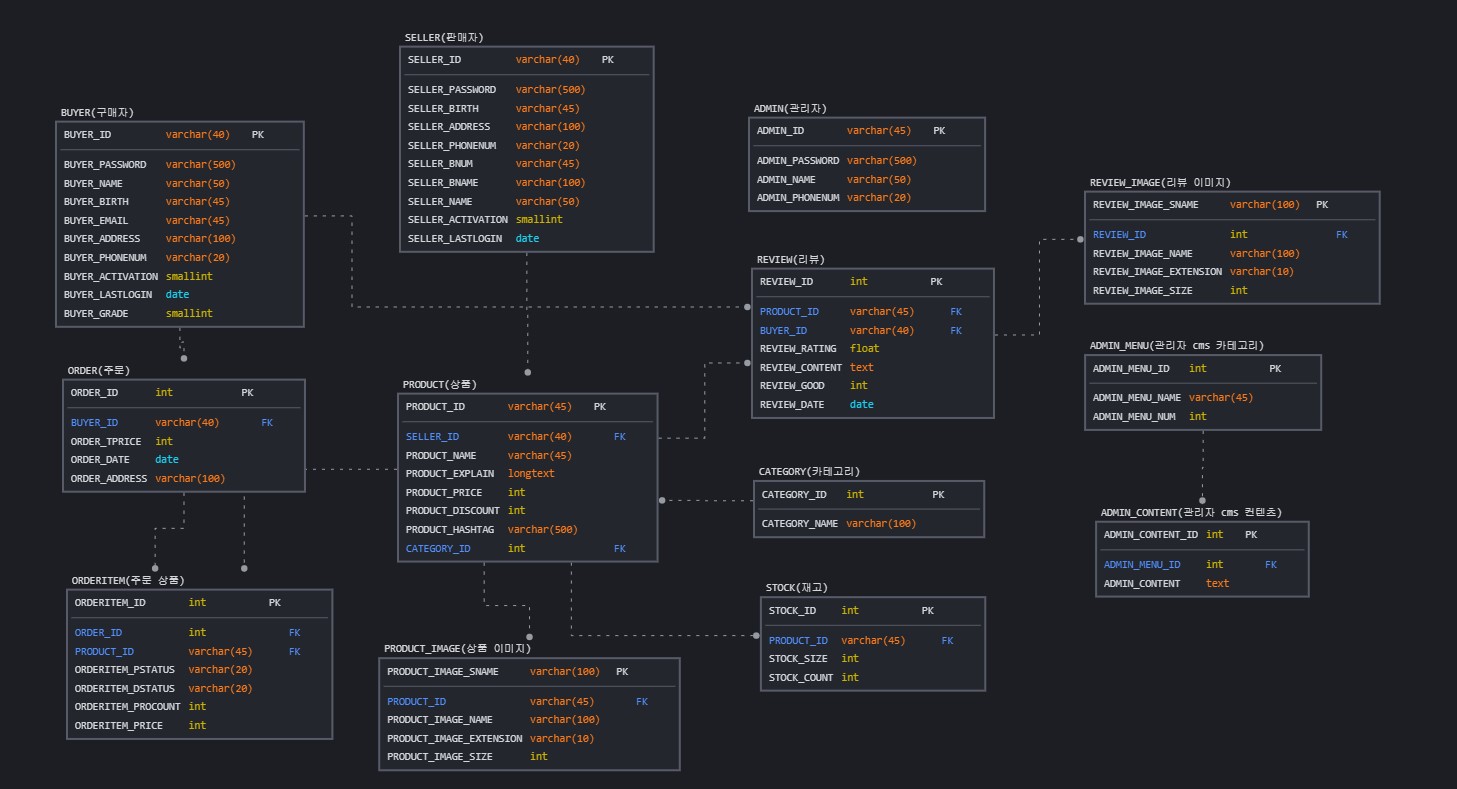 SELLER(판매자)
SELLER_ID varchar(40) PK
SELLER_PASSWORD varchar(500)
SELLER_BIRTH varchar(45)
SELLER_ADDRESS varchar(100)
SELLER_PHONENUM varchar(20)
SELLER_BNUM varchar(45)
SELLER_BNAME varchar(100)
SELLER_NAME varchar(50)
SELLER_ACTIVATION smallint
SELLER_LASTLOGIN date
BUYER(구매자)
BUYER_ID varchar(40) PK
BUYER_PASSWORD varchar(500)
BUYER_NAME varchar(50)
BUYER_BIRTH varchar(45)
BUYER_EMAIL varchar(45)
BUYER_ADDRESS varchar(100)
BUYER_PHONENUM varchar(20)
BUYER_ACTIVATION smallint
BUYER_LASTLOGIN date
BUYER_GRADE smallint
ADMIN(관리자)
ADMIN_ID varchar(45) PK
ADMIN_PASSWORD varchar(500)
ADMIN_NAME varchar(50)
ADMIN_PHONENUM varchar(20)
REVIEW_IMAGE(리뷰 이미지)
REVIEW_IMAGE_SNAME varchar(100) PK
REVIEW_ID int FK
REVIEW_IMAGE_NAME varchar(100)
REVIEW_IMAGE_EXTENSION varchar(10)
REVIEW_IMAGE_SIZE int
REVIEW(리뷰)
REVIEW_ID int PK
PRODUCT_ID varchar(45) FK
BUYER_ID varchar(40) FK
REVIEW_RATING float
REVIEW_CONTENT text
REVIEW_GOOD int
REVIEW_DATE date
ADMIN_MENU(관리자 cms 카테고리)
ADMIN_MENU_ID int PK
ADMIN_MENU_NAME varchar(45)
ADMIN_MENU_NUM int
ORDER(주문)
ORDER_ID int PK
BUYER_ID varchar(40) FK
ORDER_TPRICE int
ORDER_DATE date
ORDER_ADDRESS varchar(100)
PRODUCT(상품)
PRODUCT_ID varchar(45) PK
SELLER_ID varchar(40) FK
PRODUCT_NAME varchar(45)
PRODUCT_EXPLAIN longtext
PRODUCT_PRICE int
PRODUCT_DISCOUNT int
PRODUCT_HASHTAG varchar(500)
CATEGORY_ID int FK
CATEGORY(카테고리)
CATEGORY_ID int PK
CATEGORY_NAME varchar(100)
ADMIN_CONTENT(관리자 cms 컨텐츠)
ADMIN_CONTENT_ID int PK
ADMIN_MENU_ID int FK
ADMIN_CONTENT text
ORDERITEM(주문 상품)
ORDERITEM_ID int PK
ORDER_ID int FK
PRODUCT_ID varchar(45) FK
ORDERITEM_PSTATUS varchar(20)
ORDERITEM_DSTATUS varchar(20)
ORDERITEM_PROCOUNT int
ORDERITEM_PRICE int
STOCK(재고)
STOCK_ID int PK
PRODUCT_ID varchar(45) FK
STOCK_SIZE int
STOCK_COUNT int
PRODUCT_IMAGE(상품 이미지)
PRODUCT_IMAGE_SNAME varchar(100) PK
PRODUCT_ID varchar(45) FK
PRODUCT_IMAGE_NAME varchar(100)
PRODUCT_IMAGE_EXTENSION varchar(10)
PRODUCT_IMAGE_SIZE int